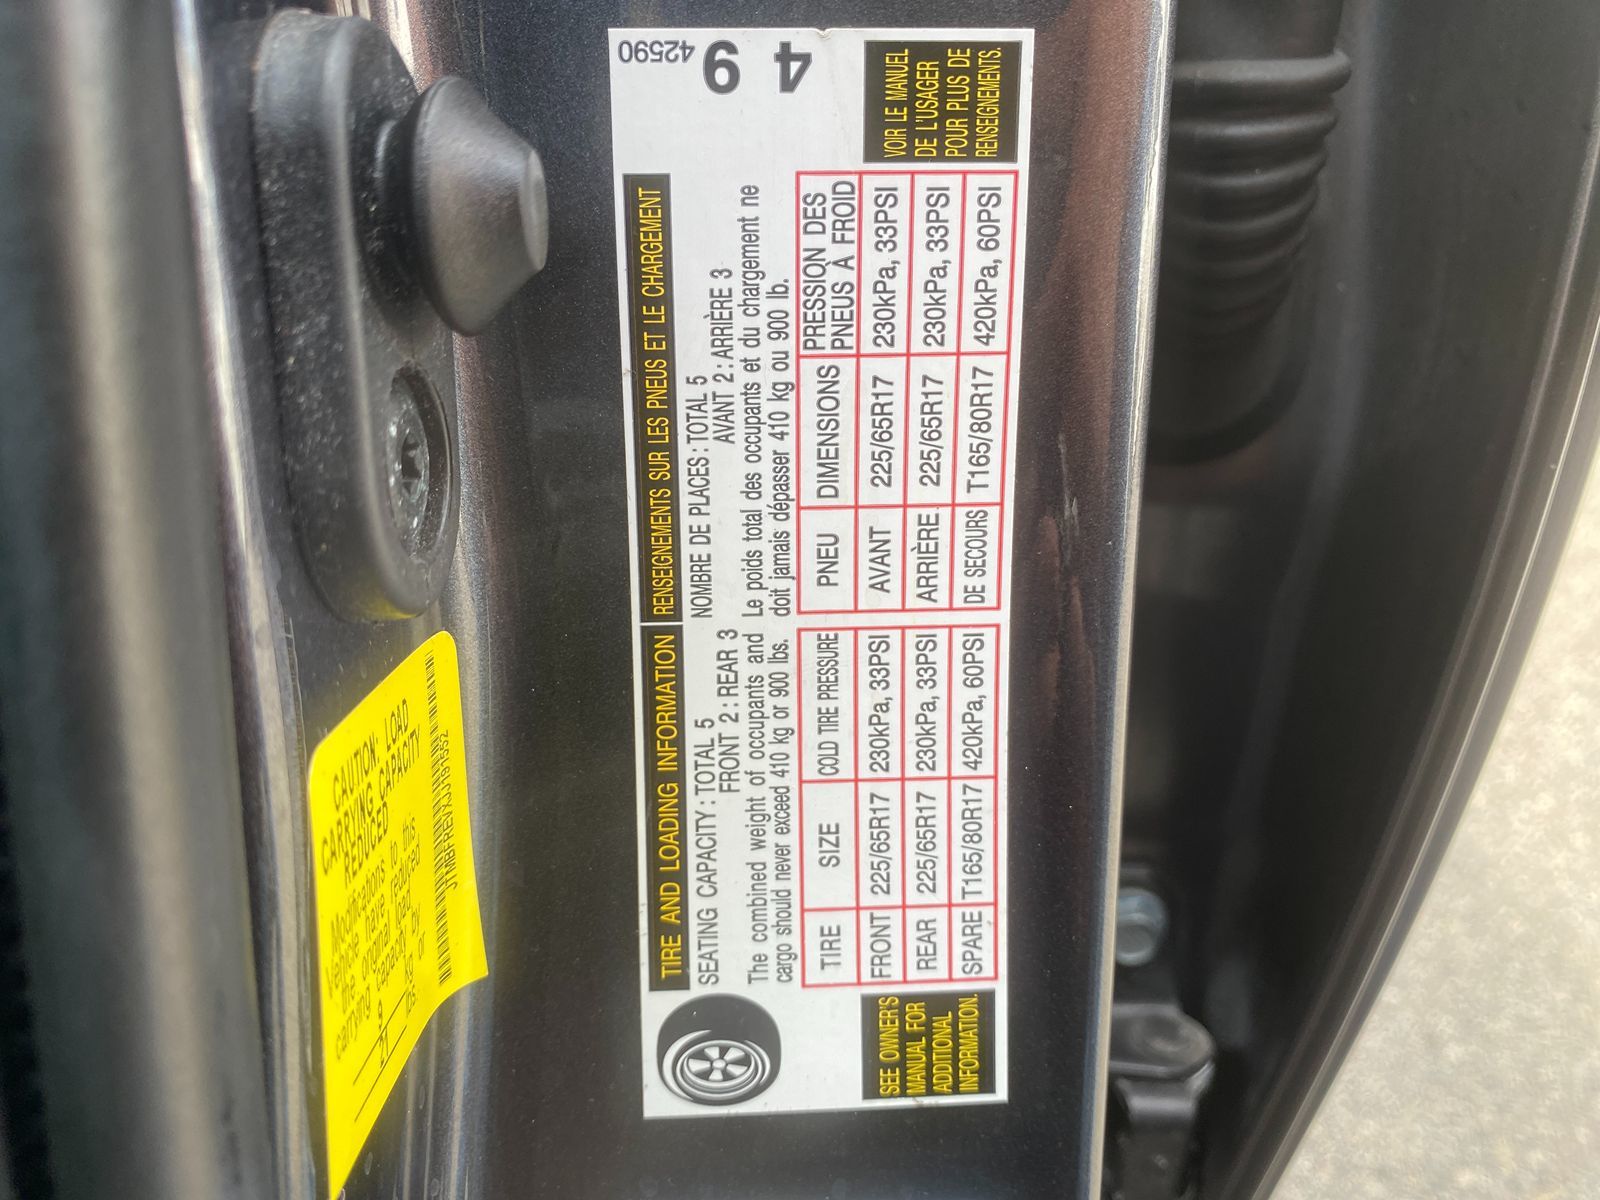 CAUTION: LOAD
CARRYING CAPACITY
REDUCED
Modifications to this
vehicle have reduced
the original load
carrying capacity by
9 kg or
21 lbs.
JTMBFREVXJJ191552
TIRE AND LOADING INFORMATION
SEATING CAPACITY : TOTAL 5
FRONT 2 : REAR 3
The combined weight of occupants and
cargo should never exceed 410 kg or 900 lbs.
TIRE SIZE COLD TIRE PRESSURE
FRONT 225/65R17 230kPa, 33PSI
REAR 225/65R17 230kPa, 33PSI
SPARE T165/80R17 420kPa, 60PSI
SEE OWNER'S
MANUAL FOR
ADDITIONAL
INFORMATION.
RENSEIGNEMENTS SUR LES PNEUS ET LE CHARGEMENT
NOMBRE DE PLACES : TOTAL 5
AVANT 2 : ARRIÈRE 3
Le poids total des occupants et du chargement ne
doit jamais dépasser 410 kg ou 900 lb.
PNEU DIMENSIONS PRESSION DES
PNEUS À FROID
AVANT 225/65R17 230kPa, 33PSI
ARRIÈRE 225/65R17 230kPa, 33PSI
DE SECOURS T165/80R17 420kPa, 60PSI
VOIR LE MANUEL
DE L'USAGER
POUR PLUS DE
RENSEIGNEMENTS.
42590
9
4